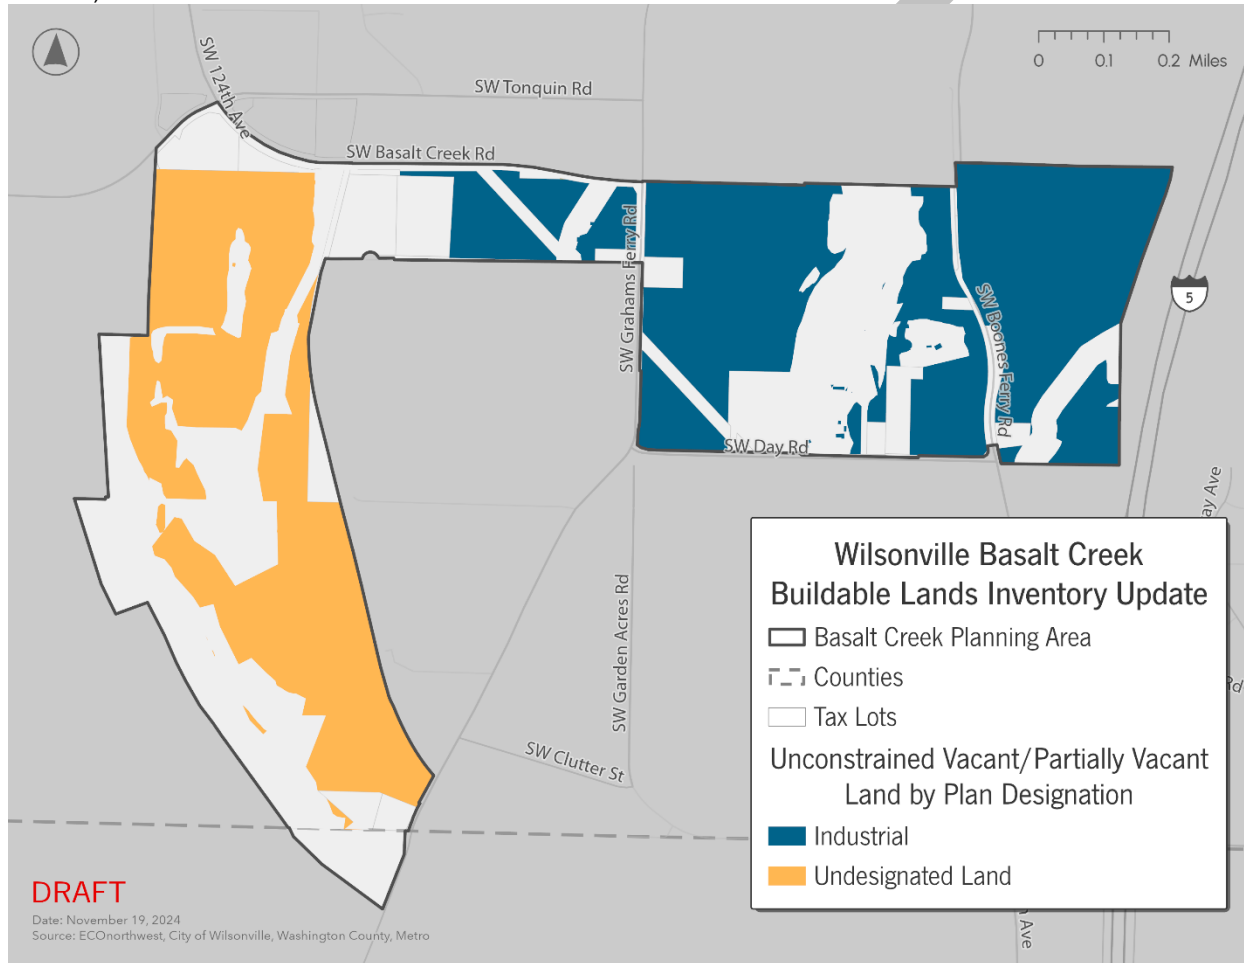 SW 124th Ave
SW Tonquin Rd
SW Basalt Creek Rd
0 0.1 0.2 Miles
SW Grahams Ferry Rd
SW Boones Ferry Rd
5
SW Day Rd
SW Garden Acres Rd
SW Clutter St
Ave
Rd
Ave
Wilsonville Basalt Creek
Buildable Lands Inventory Update
Basalt Creek Planning Area
Counties
Tax Lots
Unconstrained Vacant/Partially Vacant
Land by Plan Designation
Industrial
Undesignated Land
DRAFT
Date: November 19, 2024
Source: ECOnorthwest, City of Wilsonville, Washington County, Metro